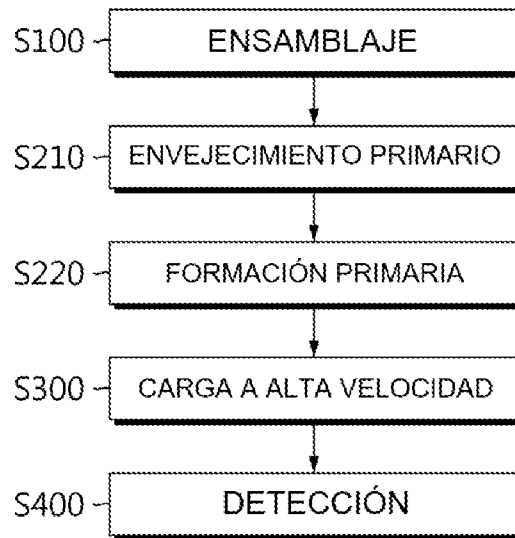 S100 ENSAMBLAJE
S210 ENVEJECIMIENTO PRIMARIO
S220 FORMACIÓN PRIMARIA
S300 CARGA A ALTA VELOCIDAD
S400 DETECCIÓN